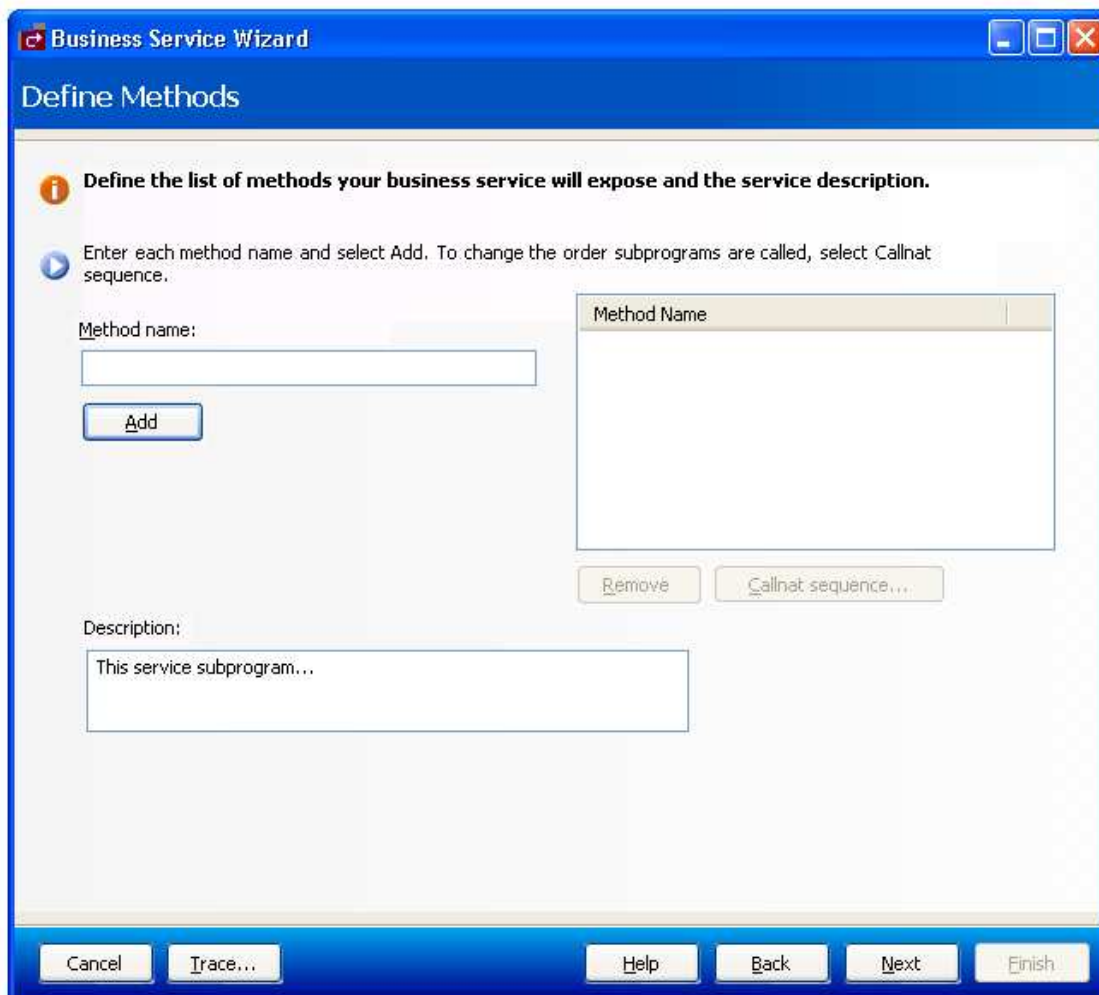 Business Service Wizard
Define Methods
Define the list of methods your business service will expose and the service description.
Enter each method name and select Add. To change the order subprograms are called, select Callnat
sequence.
Method name:
Method Name
Add
Remove
Callnat sequence...
Description:
This service subprogram...
Cancel
Trace...
Help
Back
Next
Finish